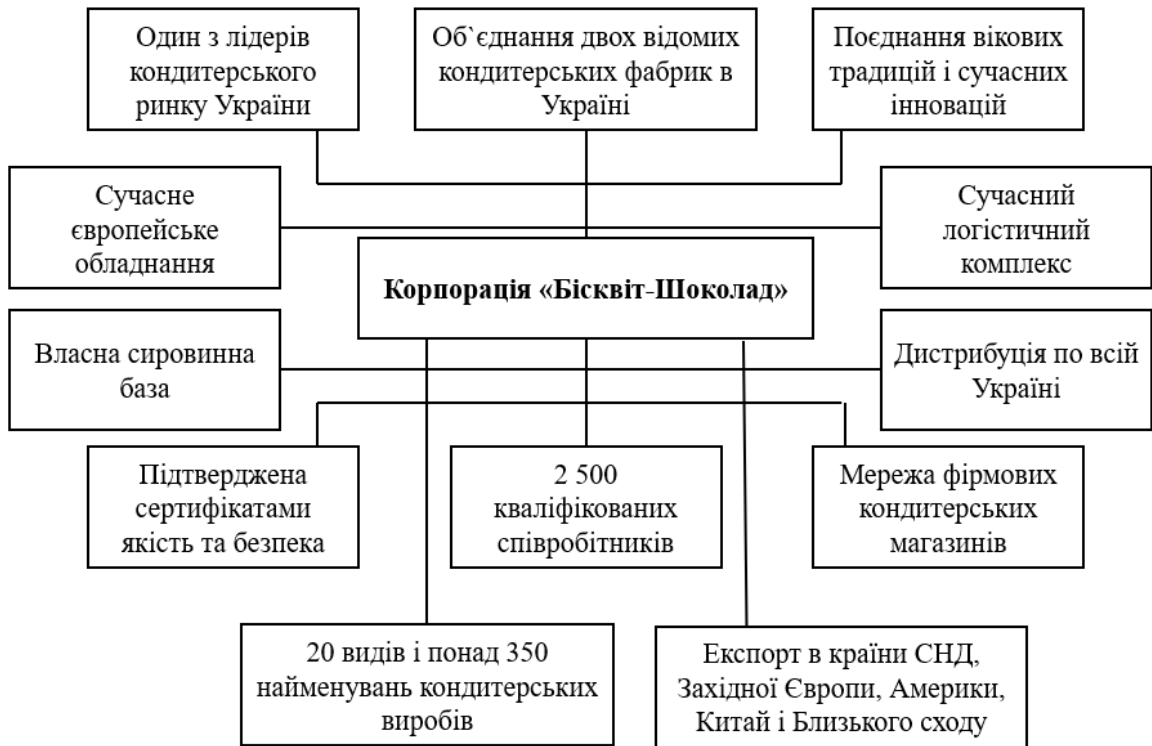 Один з лідерів
кондитерського
ринку України
Об`єднання двох відомих
кондитерських фабрик в
Україні
Поєднання вікових
традицій і сучасних
інновацій
Сучасне
європейське
обладнання
Сучасний
логістичний
комплекс
Корпорація «Бісквіт-Шоколад»
Власна сировинна
база
Дистрибуція по всій
Україні
Підтверджена
сертифікатами
якість та безпека
2 500
кваліфікованих
співробітників
Мережа фірмових
кондитерських
магазинів
20 видів і понад 350
найменувань кондитерських
виробів
Експорт в країни СНД,
Західної Європи, Америки,
Китай і Близького сходу